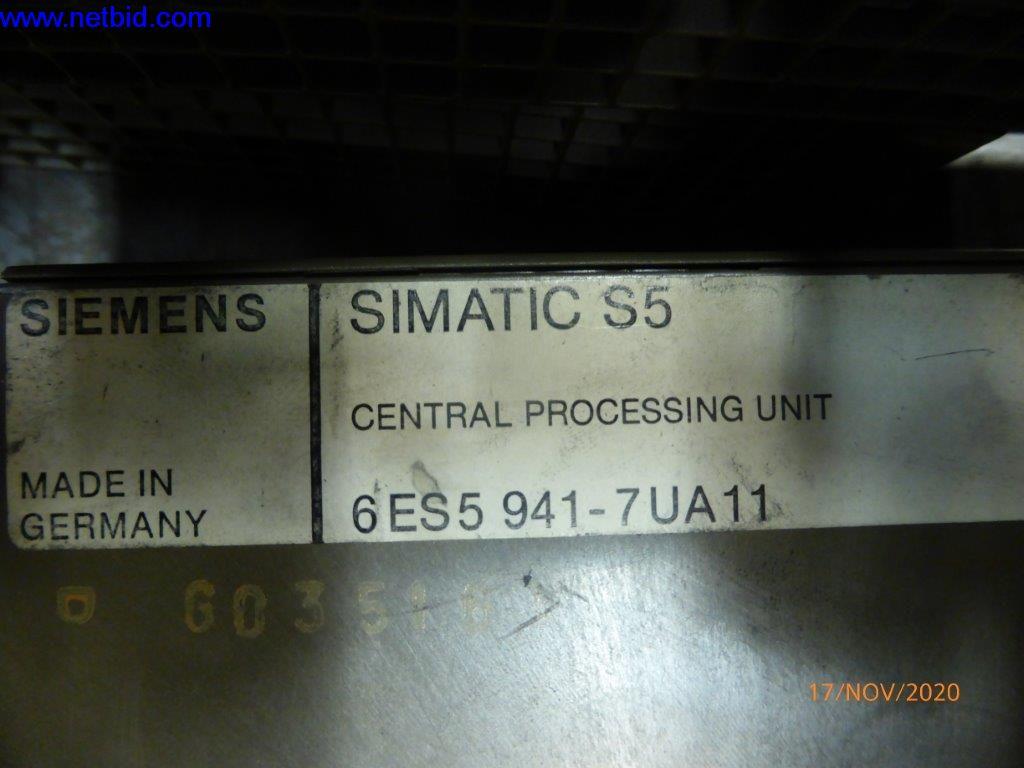 www.netbid.com
SIEMENS
MADE IN
GERMANY
SIMATIC S5
CENTRAL PROCESSING UNIT
6ES5 941-7UA11
17/NOV/2020